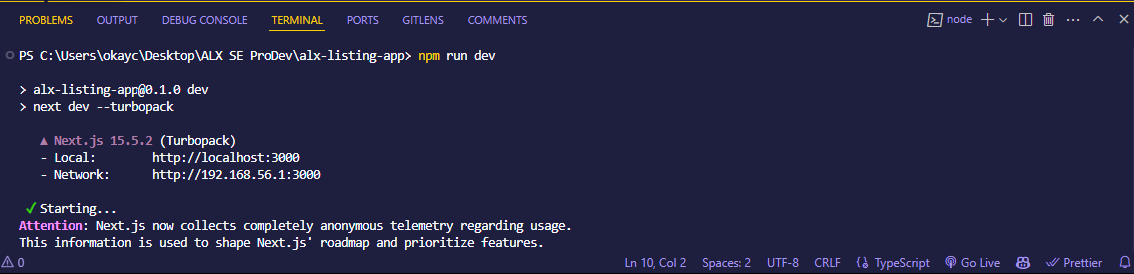 PROBLEMS OUTPUT DEBUG CONSOLE TERMINAL PORTS GITLENS COMMENTS node
PS C:\Users\okayc\Desktop\ALX SE ProDev\alx-listing-app> npm run dev
> alx-listing-app@0.1.0 dev
> next dev --turbopack
▲ Next.js 15.5.2 (Turbopack)
- Local: http://localhost:3000
- Network: http://192.168.56.1:3000
✓ Starting...
Attention: Next.js now collects completely anonymous telemetry regarding usage.
This information is used to shape Next.js' roadmap and prioritize features.
0 Ln 10, Col 2 Spaces: 2 UTF-8 CRLF {} TypeScript Go Live Prettier